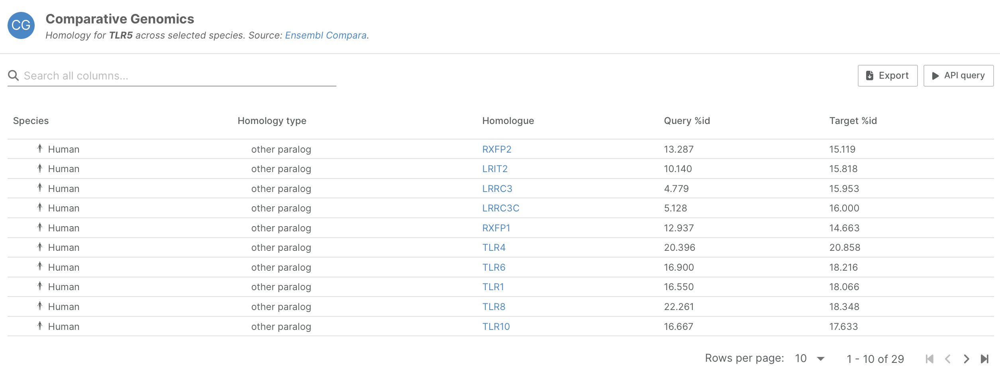 CG
Comparative Genomics
Homology for TLR5 across selected species. Source: Ensembl Compara.
Search all columns...
Export
API query
Species Homology type Homologue Query %id Target %id
Human other paralog RXFP2 13.287 15.119
Human other paralog LRIT2 10.140 15.818
Human other paralog LRRC3 4.779 15.953
Human other paralog LRRC3C 5.128 16.000
Human other paralog RXFP1 12.937 14.663
Human other paralog TLR4 20.396 20.858
Human other paralog TLR6 16.900 18.216
Human other paralog TLR1 16.550 18.066
Human other paralog TLR8 22.261 18.348
Human other paralog TLR10 16.667 17.633
Rows per page: 10 1 - 10 of 29